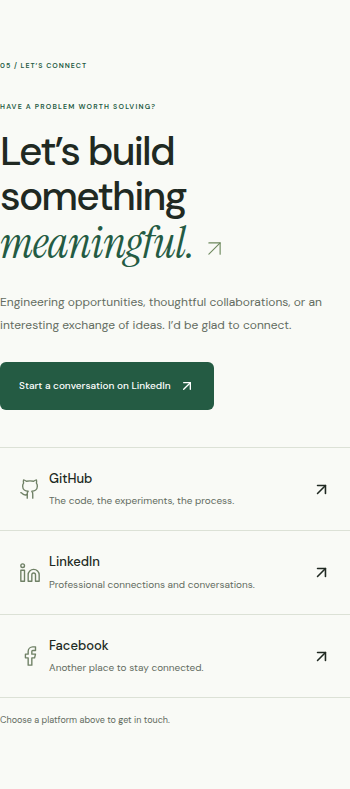 05 / LET’S CONNECT
HAVE A PROBLEM WORTH SOLVING?
Let’s build
something
meaningful.
Engineering opportunities, thoughtful collaborations, or an
interesting exchange of ideas. I’d be glad to connect.
Start a conversation on LinkedIn
GitHub
The code, the experiments, the process.
LinkedIn
Professional connections and conversations.
Facebook
Another place to stay connected.
Choose a platform above to get in touch.